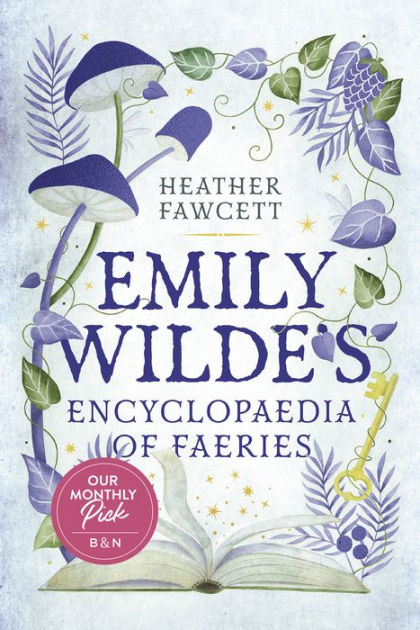 HEATHER
FAWCETT
EMILY
WILDE'S
ENCYCLOPAEDIA
OF FAERIES
OUR
MONTHLY
Pick
B&N